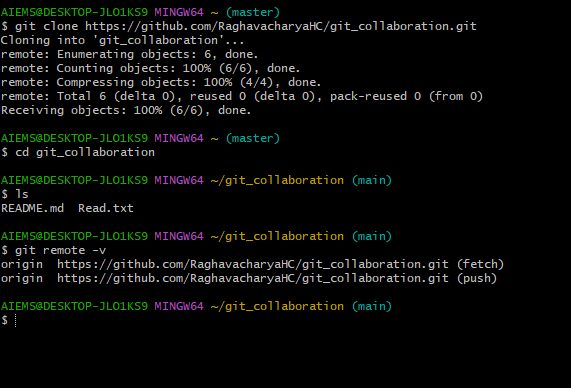 AIEMS@DESKTOP-JLO1KS9 MINGW64 ~ (master)
$ git clone https://github.com/RaghavacharyaHC/git_collaboration.git
Cloning into 'git_collaboration'...
remote: Enumerating objects: 6, done.
remote: Counting objects: 100% (6/6), done.
remote: Compressing objects: 100% (4/4), done.
remote: Total 6 (delta 0), reused 0 (delta 0), pack-reused 0 (from 0)
Receiving objects: 100% (6/6), done.
AIEMS@DESKTOP-JLO1KS9 MINGW64 ~ (master)
$ cd git_collaboration
AIEMS@DESKTOP-JLO1KS9 MINGW64 ~/git_collaboration (main)
$ ls
README.md  Read.txt
AIEMS@DESKTOP-JLO1KS9 MINGW64 ~/git_collaboration (main)
$ git remote -v
origin  https://github.com/RaghavacharyaHC/git_collaboration.git (fetch)
origin  https://github.com/RaghavacharyaHC/git_collaboration.git (push)
AIEMS@DESKTOP-JLO1KS9 MINGW64 ~/git_collaboration (main)
$